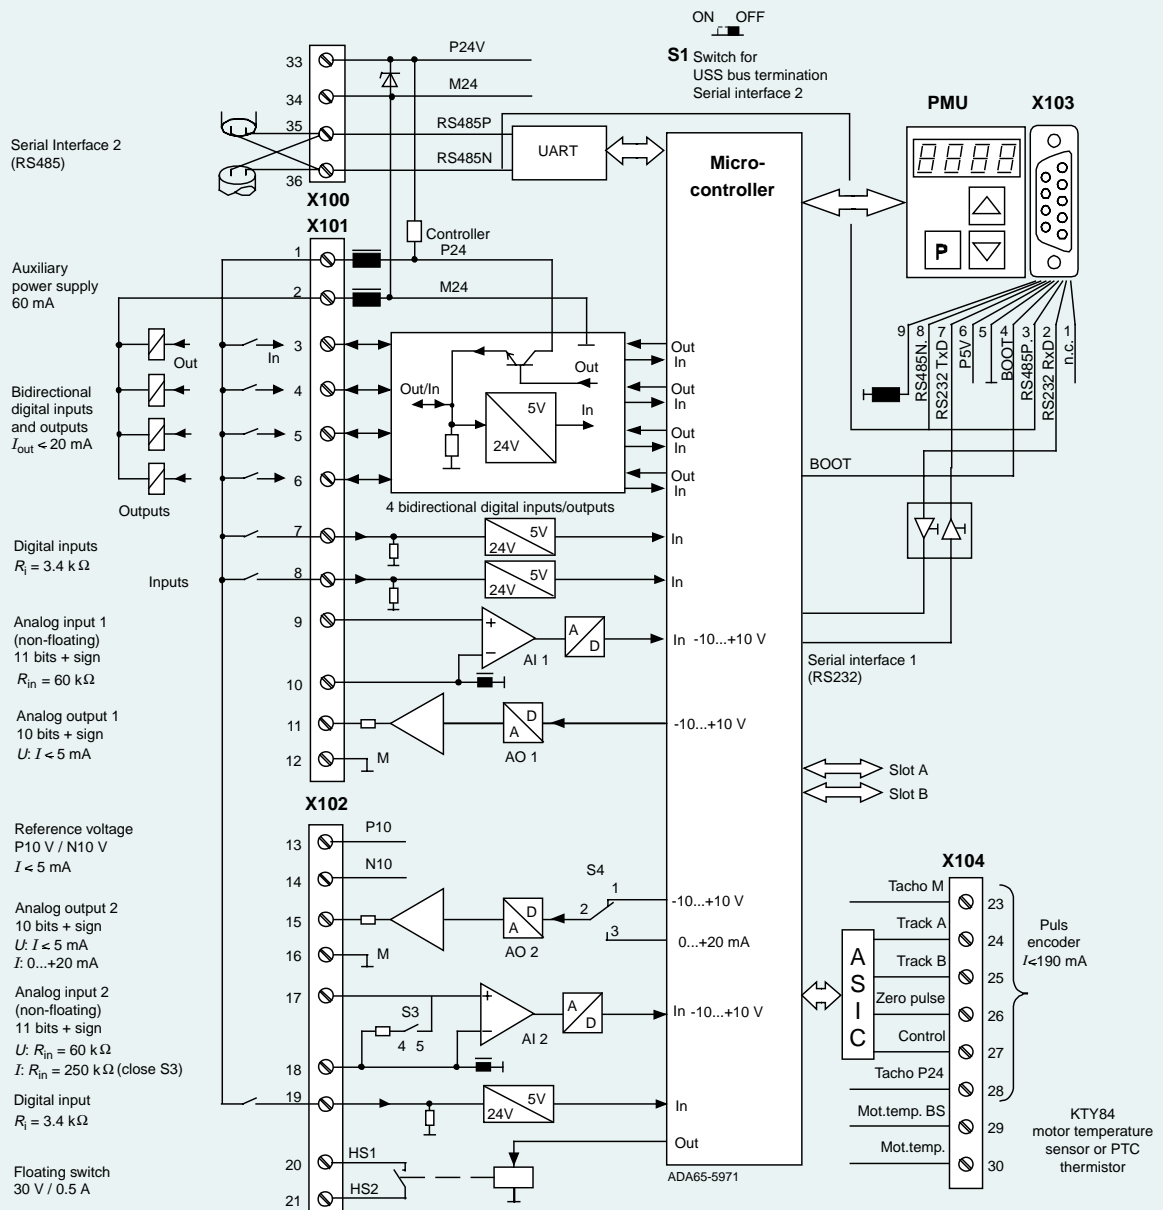 ON OFF
S1 Switch for
USS bus termination
Serial interface 2
33
P24V
34
M24
Serial Interface 2
(RS485)
35
RS485P
36
RS485N
UART
X100
Micro-
controller
PMU
X103
P
X101
Controller
1
P24
Auxiliary
power supply
60 mA
2
M24
3
4
5
6
In
Out
Bidirectional
digital inputs
and outputs
Iout < 20 mA
Outputs
Out/In
Out
In
5V
24V
Out
In
Out
In
Out
In
Out
In
4 bidirectional digital inputs/outputs
9 8 7 6 5 4 3 2 1
RS485N.
RS232 TxD
P5V
BOOT
RS485P.
RS232 RxD
n.c.
BOOT
Digital inputs
Ri = 3.4 kΩ
Inputs
7
5V
24V
In
8
5V
24V
In
Analog input 1
(non-floating)
11 bits + sign
Rin = 60 kΩ
9
10
+
−
AI 1
A
D
In -10...+10 V
Serial interface 1
(RS232)
Analog output 1
10 bits + sign
U: I < 5 mA
11
D
A
AO 1
-10...+10 V
12
M
Slot A
Slot B
X102
Reference voltage
P10 V / N10 V
I < 5 mA
13
P10
14
N10
Analog output 2
10 bits + sign
U: I < 5 mA
I: 0...+20 mA
15
D
A
AO 2
S4
1
2
3
-10...+10 V
0...+20 mA
16
M
Analog input 2
(non-floating)
11 bits + sign
U: Rin = 60 kΩ
I: Rin = 250 kΩ (close S3)
17
S3
4 5
18
+
−
AI 2
A
D
In -10...+10 V
Digital input
Ri = 3.4 kΩ
19
5V
24V
In
Out
Floating switch
30 V / 0.5 A
20
HS1
21
HS2
ADA65-5971
X104
ASIC
Tacho M
23
Track A
24
Track B
25
Zero pulse
26
Control
27
Tacho P24
28
Mot.temp. BS
29
Mot.temp.
30
Puls
encoder
I<190 mA
KTY84
motor temperature
sensor or PTC
thermistor